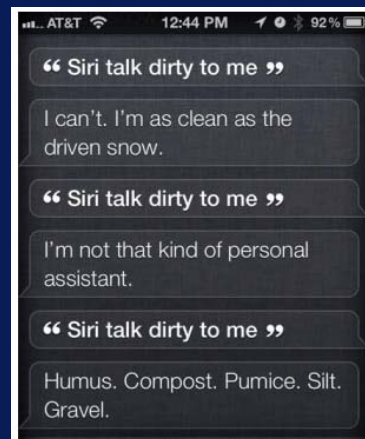 AT&T 12:44 PM 92%
“ Siri talk dirty to me ”
I can't. I'm as clean as the
driven snow.
“ Siri talk dirty to me ”
I'm not that kind of personal
assistant.
“ Siri talk dirty to me ”
Humus. Compost. Pumice. Silt.
Gravel.